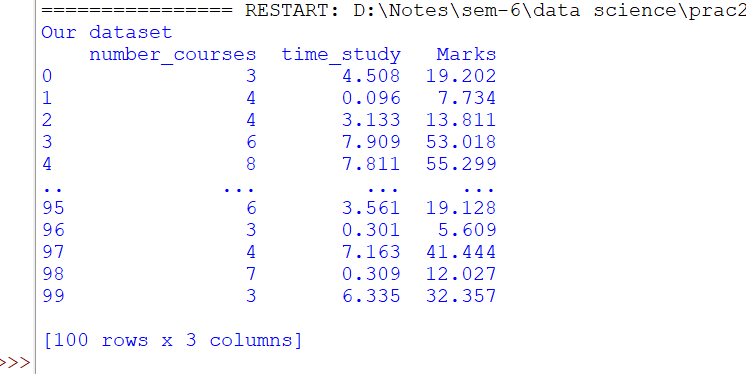 ================ RESTART: D:\Notes\sem-6\data science\prac2
Our dataset
    number_courses  time_study   Marks
0                3       4.508  19.202
1                4       0.096   7.734
2                4       3.133  13.811
3                6       7.909  53.018
4                8       7.811  55.299
..             ...         ...     ...
95               6       3.561  19.128
96               3       0.301   5.609
97               4       7.163  41.444
98               7       0.309  12.027
99               3       6.335  32.357
[100 rows x 3 columns]
>>>